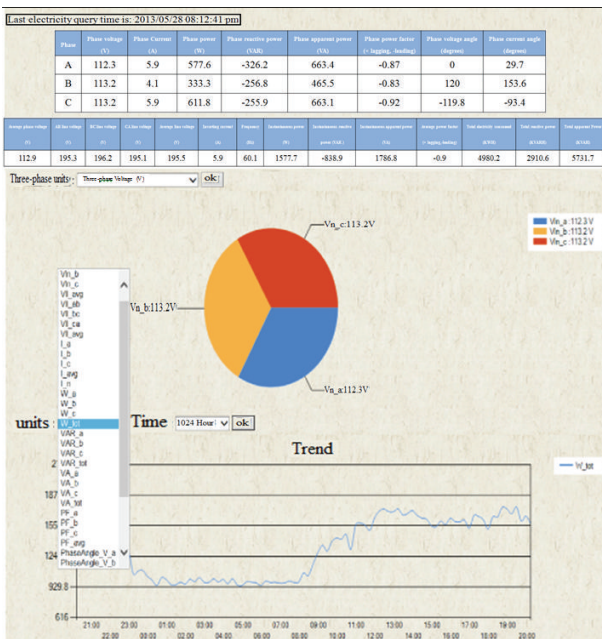 Last electricity query time is: 2013/05/28 08:12:41 pm
Phase Phase voltage (V) Phase Current (A) Phase power (W) Phase reactive power (VAR) Phase apparent power (VA) Phase power factor (+ lagging, -leading) Phase voltage angle (degrees) Phase current angle (degrees)
A 112.3 5.9 577.6 -326.2 663.4 -0.87 0 29.7
B 113.2 4.1 333.3 -256.8 465.5 -0.83 120 153.6
C 113.2 5.9 611.8 -255.9 663.1 -0.92 -119.8 -93.4
112.9 195.3 196.2 195.1 195.5 5.9 60.1 1577.7 -838.9 1786.8 -0.9 4980.2 2910.6 5731.7
Three-phase units: Three-phase Voltage (V) ok
Vn_c:113.2V
Vn_a:112.3 V
Vn_b:113.2 V
Vn_c:113.2 V
Vn_b:113.2V
Vn_a:112.3V
Vln_b
Vln_c
Vl_avg
Vl_ab
Vl_bc
Vl_ca
Vl_avg
I_a
I_b
I_c
I_avg
I_n
W_a
W_b
W_c
W_tot
VAR_a
VAR_b
VAR_c
VAR_tot
VA_a
VA_b
VA_c
VA_tot
PF_a
PF_b
PF_c
PF_avg
PhaseAngle_V_a
PhaseAngle_V_b
units : Time 1024 Hour ok
Trend
W_tot
2
187
155
124
929.8
616
21:00 23:00 01:00 03:00 05:00 07:00 09:00 11:00 13:00 15:00 17:00 19:00
22:00 00:00 02:00 04:00 06:00 08:00 10:00 12:00 14:00 16:00 18:00 20:00